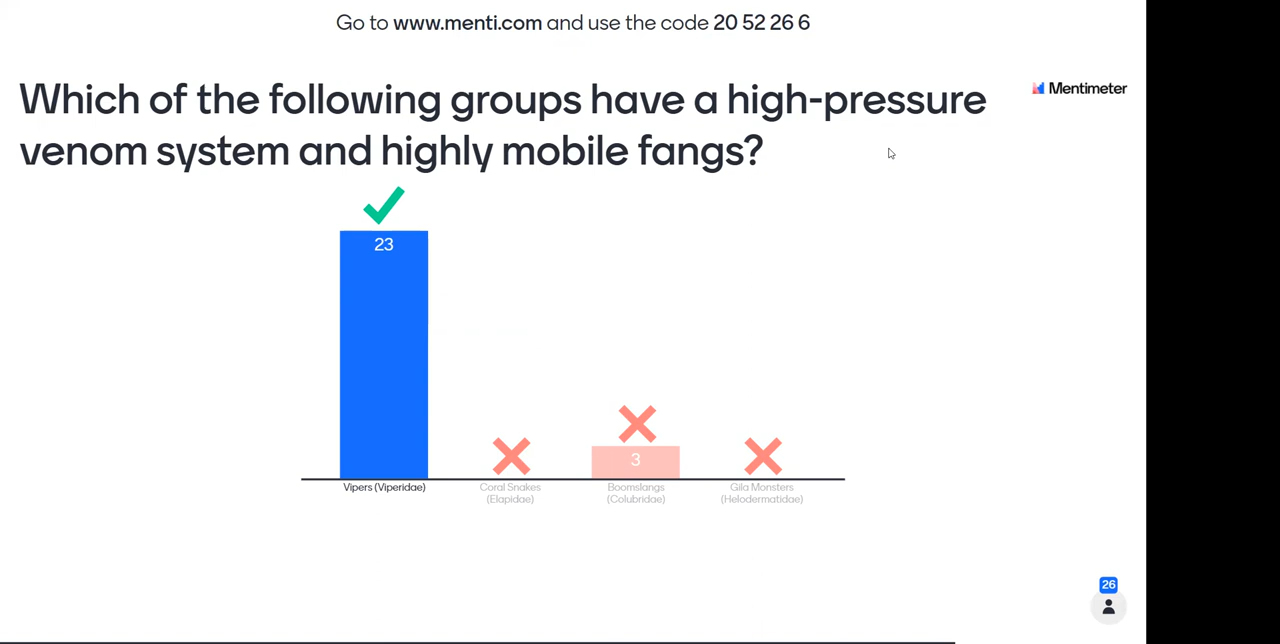 Go to www.menti.com and use the code 20 52 26 6
Mentimeter
Which of the following groups have a high-pressure
venom system and highly mobile fangs?
23
3
Vipers (Viperidae)
Coral Snakes
(Elapidae)
Boomslangs
(Colubridae)
Gila Monsters
(Helodermatidae)
26